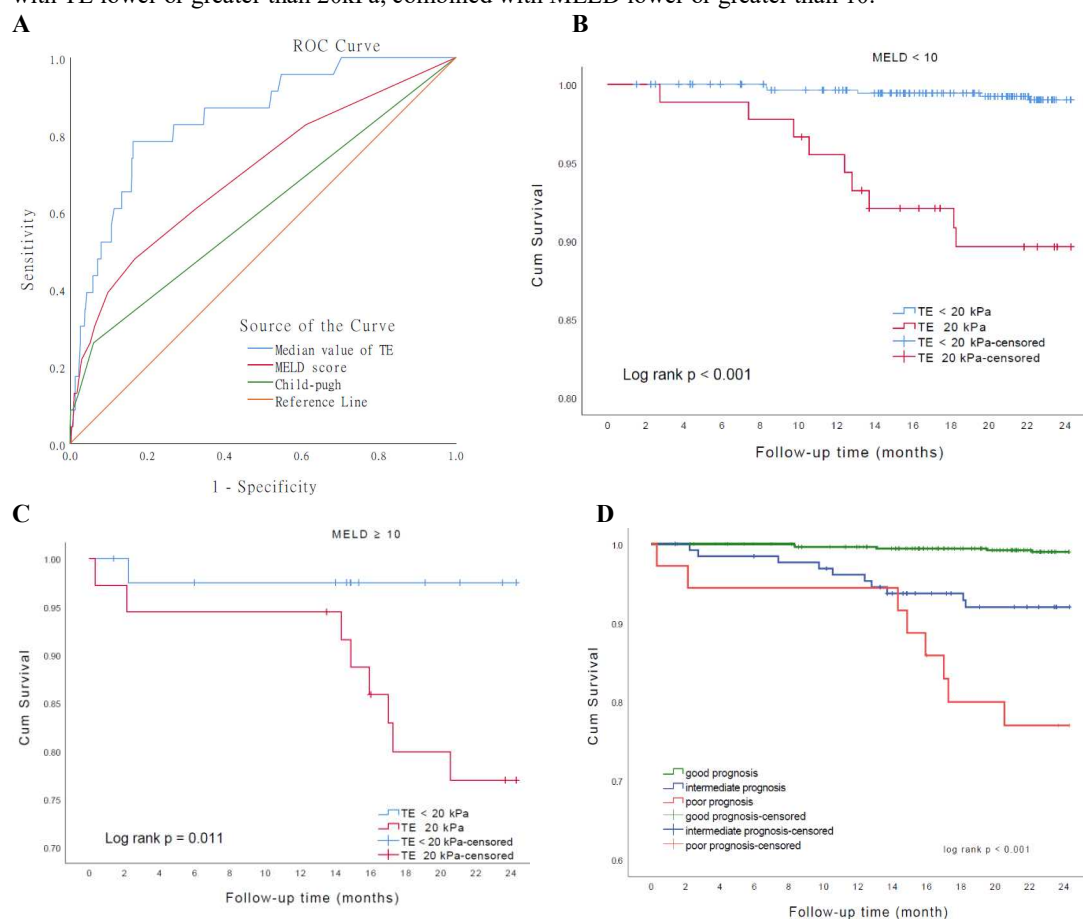 with TE lower or greater than 20kPa, combined with MELD lower or greater than 10.
A
ROC Curve
1.0
0.8
0.6
0.4
0.2
0.0
Sensitivity
0.0 0.2 0.4 0.6 0.8 1.0
1 - Specificity
Source of the Curve
Median value of TE
MELD score
Child-pugh
Reference Line
B
MELD < 10
1.00
0.95
0.90
0.85
0.80
Cum Survival
TE < 20 kPa
TE 20 kPa
TE < 20 kPa-censored
TE 20 kPa-censored
Log rank p < 0.001
0 2 4 6 8 10 12 14 16 18 20 22 24
Follow-up time (months)
C
MELD ≥ 10
1.00
0.95
0.90
0.85
0.80
0.75
0.70
Cum Survival
TE < 20 kPa
TE 20 kPa
TE < 20 kPa-censored
TE 20 kPa-censored
Log rank p = 0.011
0 2 4 6 8 10 12 14 16 18 20 22 24
Follow-up time (months)
D
1.0
0.9
0.8
0.7
0.6
Cum Survival
good prognosis
intermediate prognosis
poor prognosis
good prognosis-censored
intermediate prognosis-censored
poor prognosis-censored
log rank p < 0.001
0 2 4 6 8 10 12 14 16 18 20 22 24
Follow-up time (month)